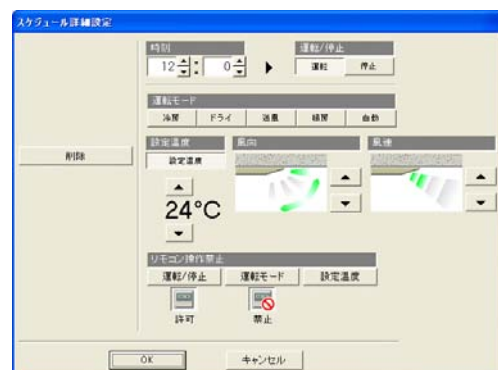 スケジュール詳細設定
時刻
運転/停止
12 : 0
運転
停止
運転モード
冷房
ドライ
送風
暖房
自動
削除
設定温度
風向
風速
設定温度
24°C
リモコン操作禁止
運転/停止
運転モード
設定温度
許可
禁止
OK
キャンセル